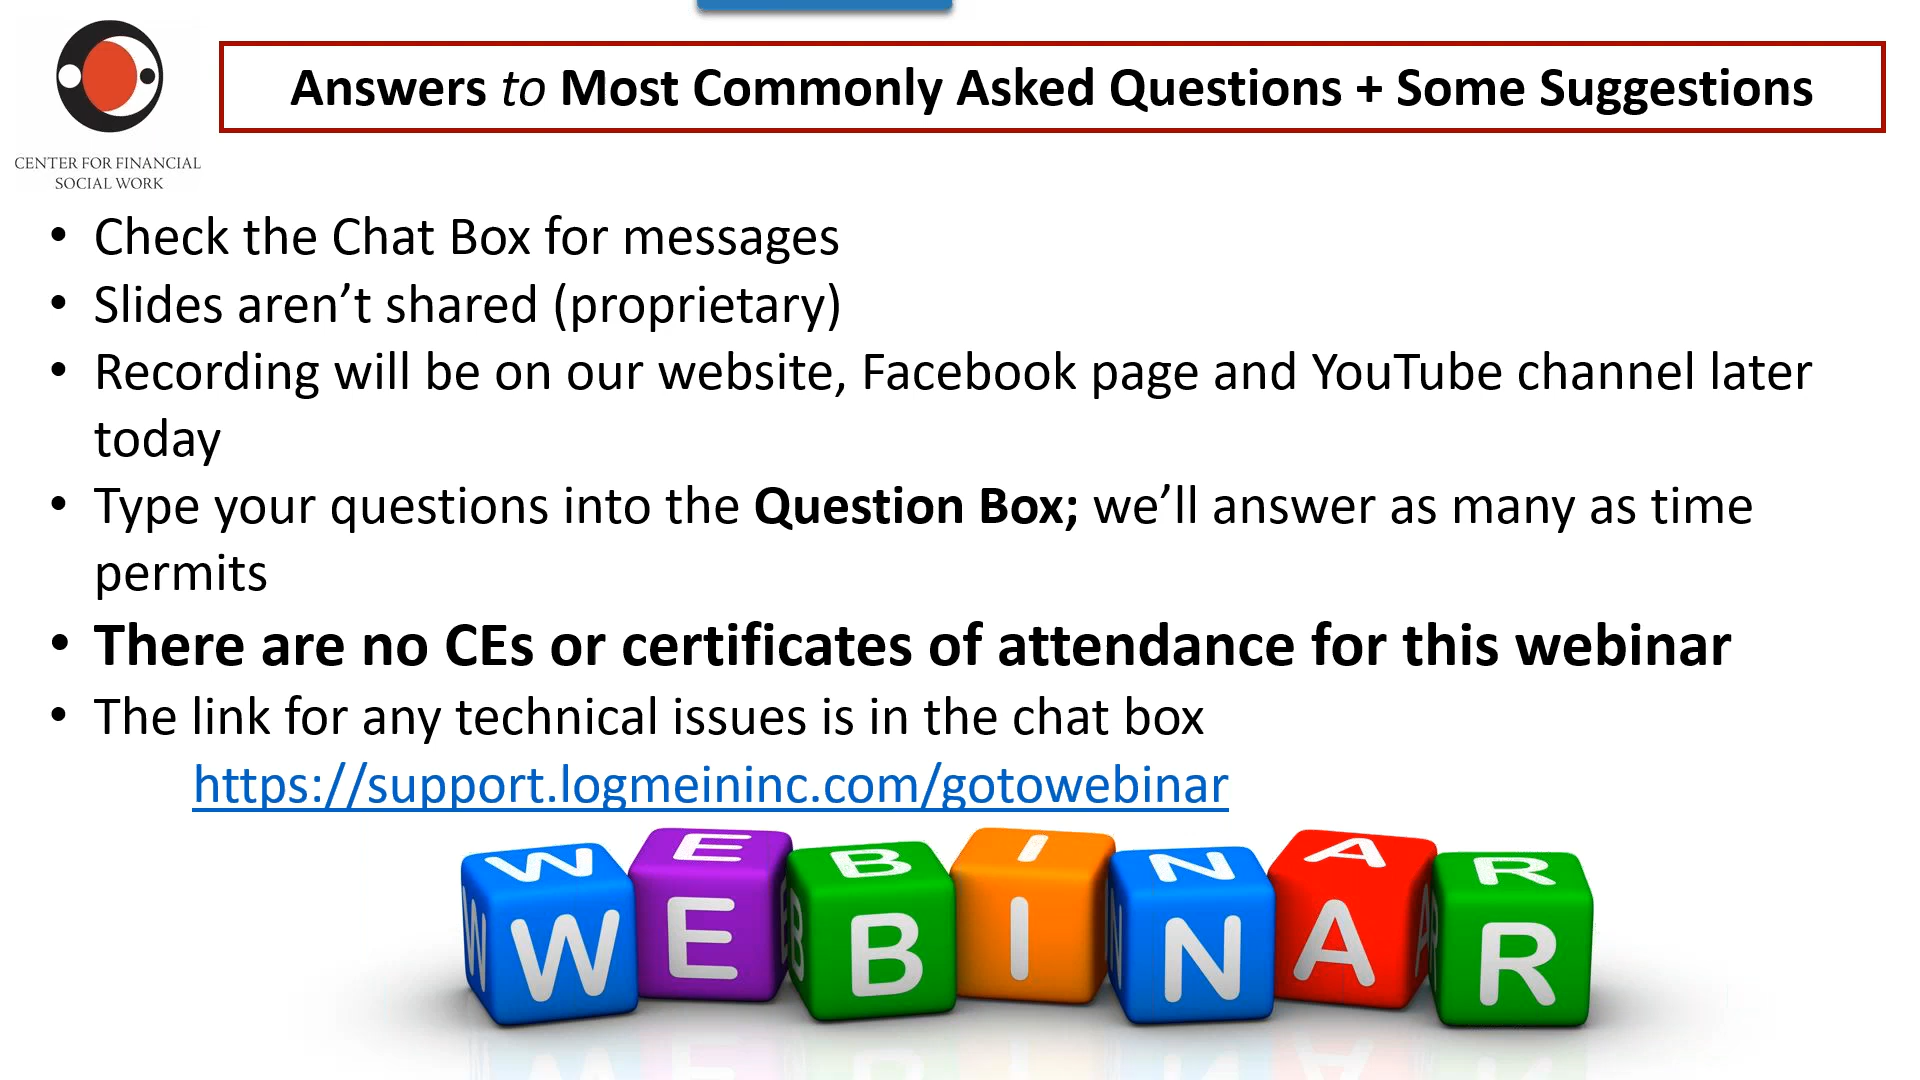 CENTER FOR FINANCIAL
SOCIAL WORK
Answers to Most Commonly Asked Questions + Some Suggestions
• Check the Chat Box for messages
• Slides aren’t shared (proprietary)
• Recording will be on our website, Facebook page and YouTube channel later
today
• Type your questions into the Question Box; we’ll answer as many as time
permits
• There are no CEs or certificates of attendance for this webinar
• The link for any technical issues is in the chat box
https://support.logmeininc.com/gotowebinar
WEBINAR
WEBINAR